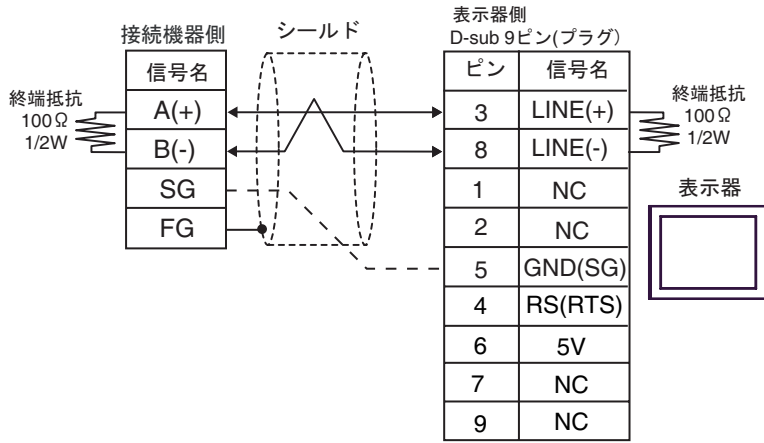 表示器側
D-sub 9ピン(プラグ)
接続機器側
シールド
信号名
A(+)
B(-)
SG
FG
終端抵抗
100Ω
1/2W
ピン 信号名
3 LINE(+)
8 LINE(-)
1 NC
2 NC
5 GND(SG)
4 RS(RTS)
6 5V
7 NC
9 NC
終端抵抗
100Ω
1/2W
表示器